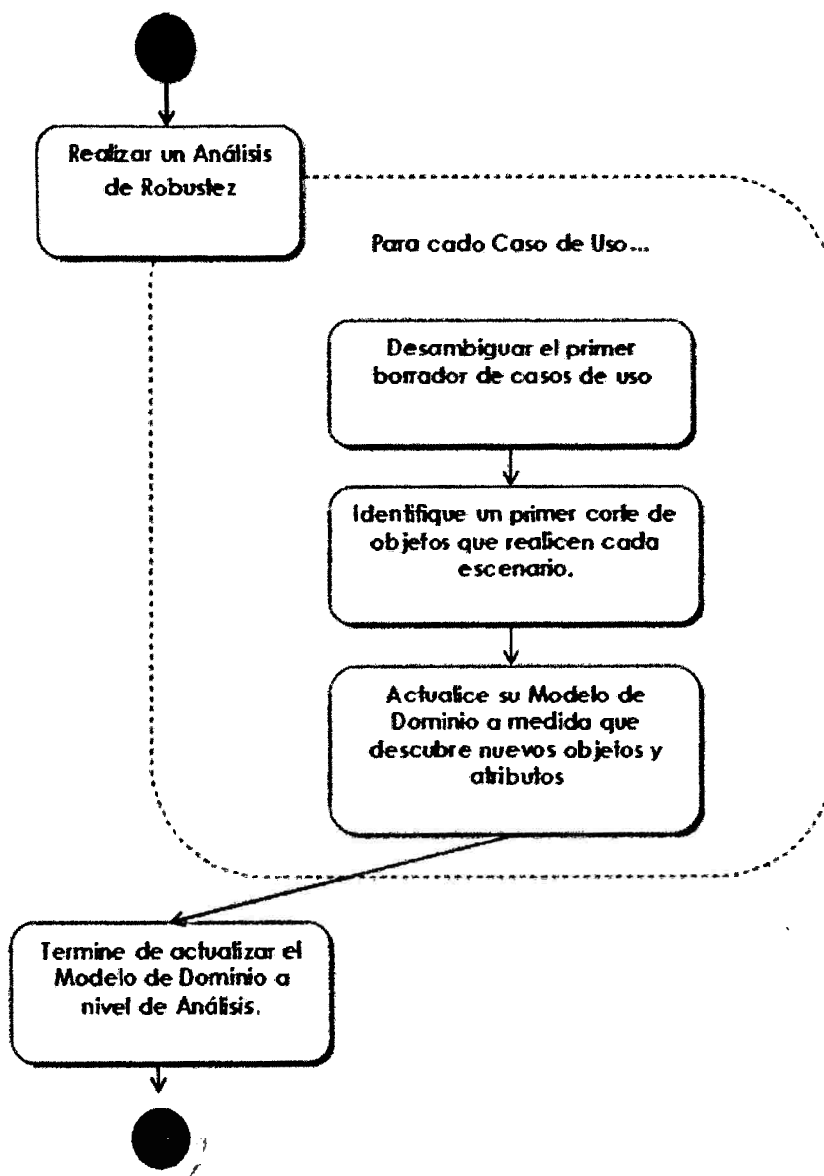 Realizar un Análisis
de Robustez
Para cado Caso de Uso...
Desambiguar el primer
borrador de casos de uso
Identifique un primer corte de
objetos que realicen cada
escenario.
Actualice su Modelo de
Dominio a medida que
descubre nuevos objetos y
atributos
Termine de actualizar el
Modelo de Dominio a
nivel de Análisis.